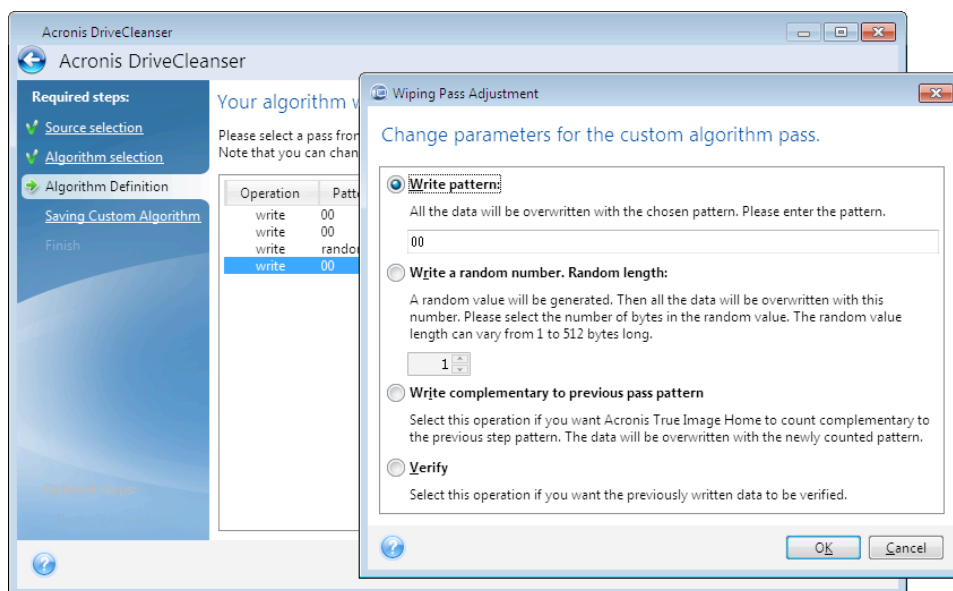 Acronis DriveCleanser
Acronis DriveCleanser
Required steps:
Source selection
Algorithm selection
Algorithm Definition
Saving Custom Algorithm
Finish
Your algorithm
Please select a pass
Note that you can
Operation
write 00
write 00
write
write 00
Wiping Pass Adjustment
Change parameters for the custom algorithm pass.
Write pattern:
All the data will be overwritten with the chosen pattern. Please enter the pattern.
00
Write a random number. Random length:
A random value will be generated. Then all the data will be overwritten with this
number. Please select the number of bytes in the random value. The random value
length can vary from 1 to 512 bytes long.
1
Write complementary to previous pass pattern
Select this operation if you want Acronis True Image Home to count complementary to
the previous step pattern. The data will be overwritten with the newly counted pattern.
Verify
Select this operation if you want the previously written data to be verified.
OK
Cancel